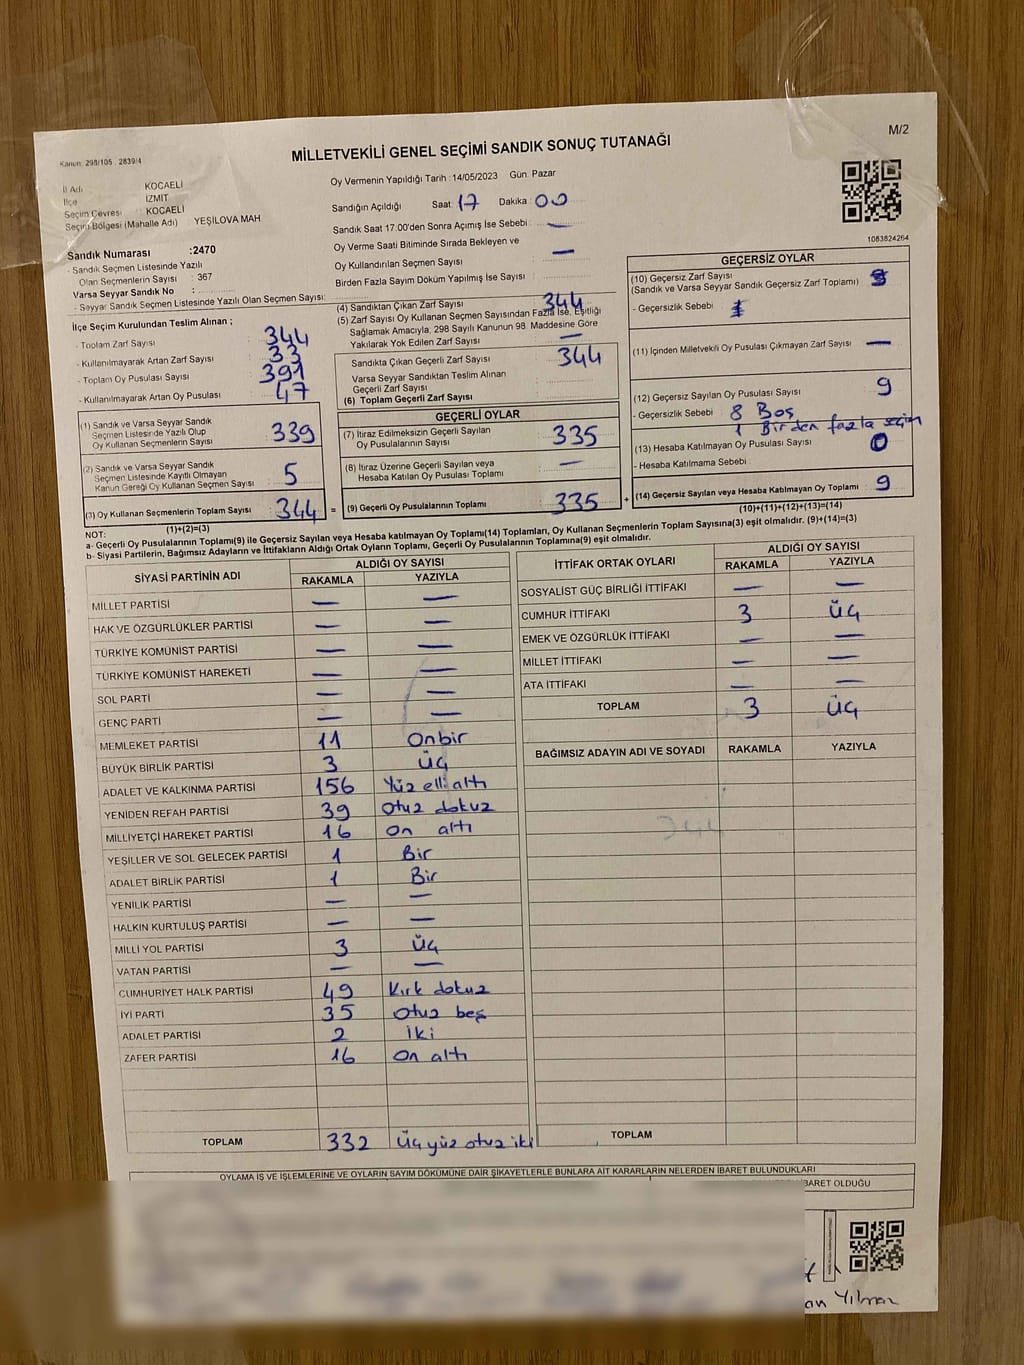 M/2
Kanun: 298/105 , 2839/4
MİLLETVEKİLİ GENEL SEÇİMİ SANDIK SONUÇ TUTANAĞI
İl Adı KOCAELİ
İlçe İZMİT
Seçim Çevresi KOCAELİ
Seçim Bölgesi (Mahalle Adı) YEŞİLOVA MAH
Sandık Numarası :2470
- Sandık Seçmen Listesinde Yazılı
Olan Seçmenlerin Sayısı : 367
Varsa Seyyar Sandık No :
- Seyyar Sandık Seçmen Listesinde Yazılı Olan Seçmen Sayısı:
Oy Vermenin Yapıldığı Tarih : 14/05/2023 Gün: Pazar
Sandığın Açıldığı Saat: 17 Dakika : 00
Sandık Saat 17.00'den Sonra Açımış İse Sebebi : —
Oy Verme Saati Bitiminde Sırada Bekleyen ve
Oy Kullandırılan Seçmen Sayısı : —
Birden Fazla Sayım Döküm Yapılmış İse Sayısı :
1083824264
İlçe Seçim Kurulundan Teslim Alınan ;
- Toplam Zarf Sayısı : 344
- Kullanılmayarak Artan Zarf Sayısı : 33
- Toplam Oy Pusulası Sayısı : 391
- Kullanılmayarak Artan Oy Pusulası : 47
(1) Sandık ve Varsa Seyyar Sandık
Seçmen Listesinde Yazılı Olup
Oy Kullanan Seçmenlerin Sayısı : 339
(2) Sandık ve Varsa Seyyar Sandık
Seçmen Listesinde Kayıtlı Olmayan
Kanun Gereği Oy Kullanan Seçmen Sayısı : 5
(3) Oy Kullanan Seçmenlerin Toplam Sayısı : 344 =
(1)+(2)=(3)
(4) Sandıktan Çıkan Zarf Sayısı : 344
(5) Zarf Sayısı Oy Kullanan Seçmen Sayısından Fazla İse, Eşitliği
Sağlamak Amacıyla, 298 Sayılı Kanunun 98. Maddesine Göre
Yakılarak Yok Edilen Zarf Sayısı : —
Sandıkta Çıkan Geçerli Zarf Sayısı : 344
Varsa Seyyar Sandıktan Teslim Alınan
Geçerli Zarf Sayısı :
(6) Toplam Geçerli Zarf Sayısı :
GEÇERLİ OYLAR
(7) İtiraz Edilmeksizin Geçerli Sayılan
Oy Pusulalarının Sayısı : 335
(8) İtiraz Üzerine Geçerli Sayılan veya
Hesaba Katılan Oy Pusulası Toplamı : —
(9) Geçerli Oy Pusulalarının Toplamı : 335 +
GEÇERSİZ OYLAR
(10) Geçersiz Zarf Sayısı
(Sandık ve Varsa Seyyar Sandık Geçersiz Zarf Toplamı) :
- Geçersizlik Sebebi :
(11) İçinden Milletvekili Oy Pusulası Çıkmayan Zarf Sayısı : —
(12) Geçersiz Sayılan Oy Pusulası Sayısı : 9
- Geçersizlik Sebebi : 8 Boş
1 Birden fazla seçim
(13) Hesaba Katılmayan Oy Pusulası Sayısı : 0
- Hesaba Katılmama Sebebi :
(14) Geçersiz Sayılan veya Hesaba Katılmayan Oy Toplamı : 9
(10)+(11)+(12)+(13)=(14)
NOT:
a- Geçerli Oy Pusulalarının Toplamı(9) ile Geçersiz Sayılan veya Hesaba katılmayan Oy Toplamı(14) Toplamları, Oy Kullanan Seçmenlerin Toplam Sayısına(3) eşit olmalıdır. (9)+(14)=(3)
b- Siyasi Partilerin, Bağımsız Adayların ve İttifakların Aldığı Ortak Oyların Toplamı, Geçerli Oy Pusulalarının Toplamına(9) eşit olmalıdır.
SİYASİ PARTİNİN ADI ALDIĞI OY SAYISI
RAKAMLA YAZIYLA
MİLLET PARTİSİ — —
HAK VE ÖZGÜRLÜKLER PARTİSİ — —
TÜRKİYE KOMÜNİST PARTİSİ — —
TÜRKİYE KOMÜNİST HAREKETİ — —
SOL PARTİ — —
GENÇ PARTİ — —
MEMLEKET PARTİSİ 11 Onbir
BÜYÜK BİRLİK PARTİSİ 3 Üç
ADALET VE KALKINMA PARTİSİ 156 Yüz elli altı
YENİDEN REFAH PARTİSİ 39 Otuz dokuz
MİLLİYETÇİ HAREKET PARTİSİ 16 On altı
YEŞİLLER VE SOL GELECEK PARTİSİ 1 Bir
ADALET BİRLİK PARTİSİ 1 Bir
YENİLİK PARTİSİ — —
HALKIN KURTULUŞ PARTİSİ — —
MİLLİ YOL PARTİSİ 3 Üç
VATAN PARTİSİ — —
CUMHURİYET HALK PARTİSİ 49 Kırk dokuz
İYİ PARTİ 35 Otuz beş
ADALET PARTİSİ 2 İki
ZAFER PARTİSİ 16 On altı
TOPLAM 332 Üçyüz otuz iki
İTTİFAK ORTAK OYLARI ALDIĞI OY SAYISI
RAKAMLA YAZIYLA
SOSYALİST GÜÇ BİRLİĞİ İTTİFAKI — —
CUMHUR İTTİFAKI 3 Üç
EMEK VE ÖZGÜRLÜK İTTİFAKI — —
MİLLET İTTİFAKI — —
ATA İTTİFAKI — —
TOPLAM 3 Üç
BAĞIMSIZ ADAYIN ADI VE SOYADI RAKAMLA YAZIYLA
344
TOPLAM
OYLAMA İŞ VE İŞLEMLERİNE VE OYLARIN SAYIM DÖKÜMÜNE DAİR ŞİKAYETLERLE BUNLARA AİT KARARLARIN NELERDEN İBARET BULUNDUKLARI
İBARET OLDUĞU
an Yılmaz